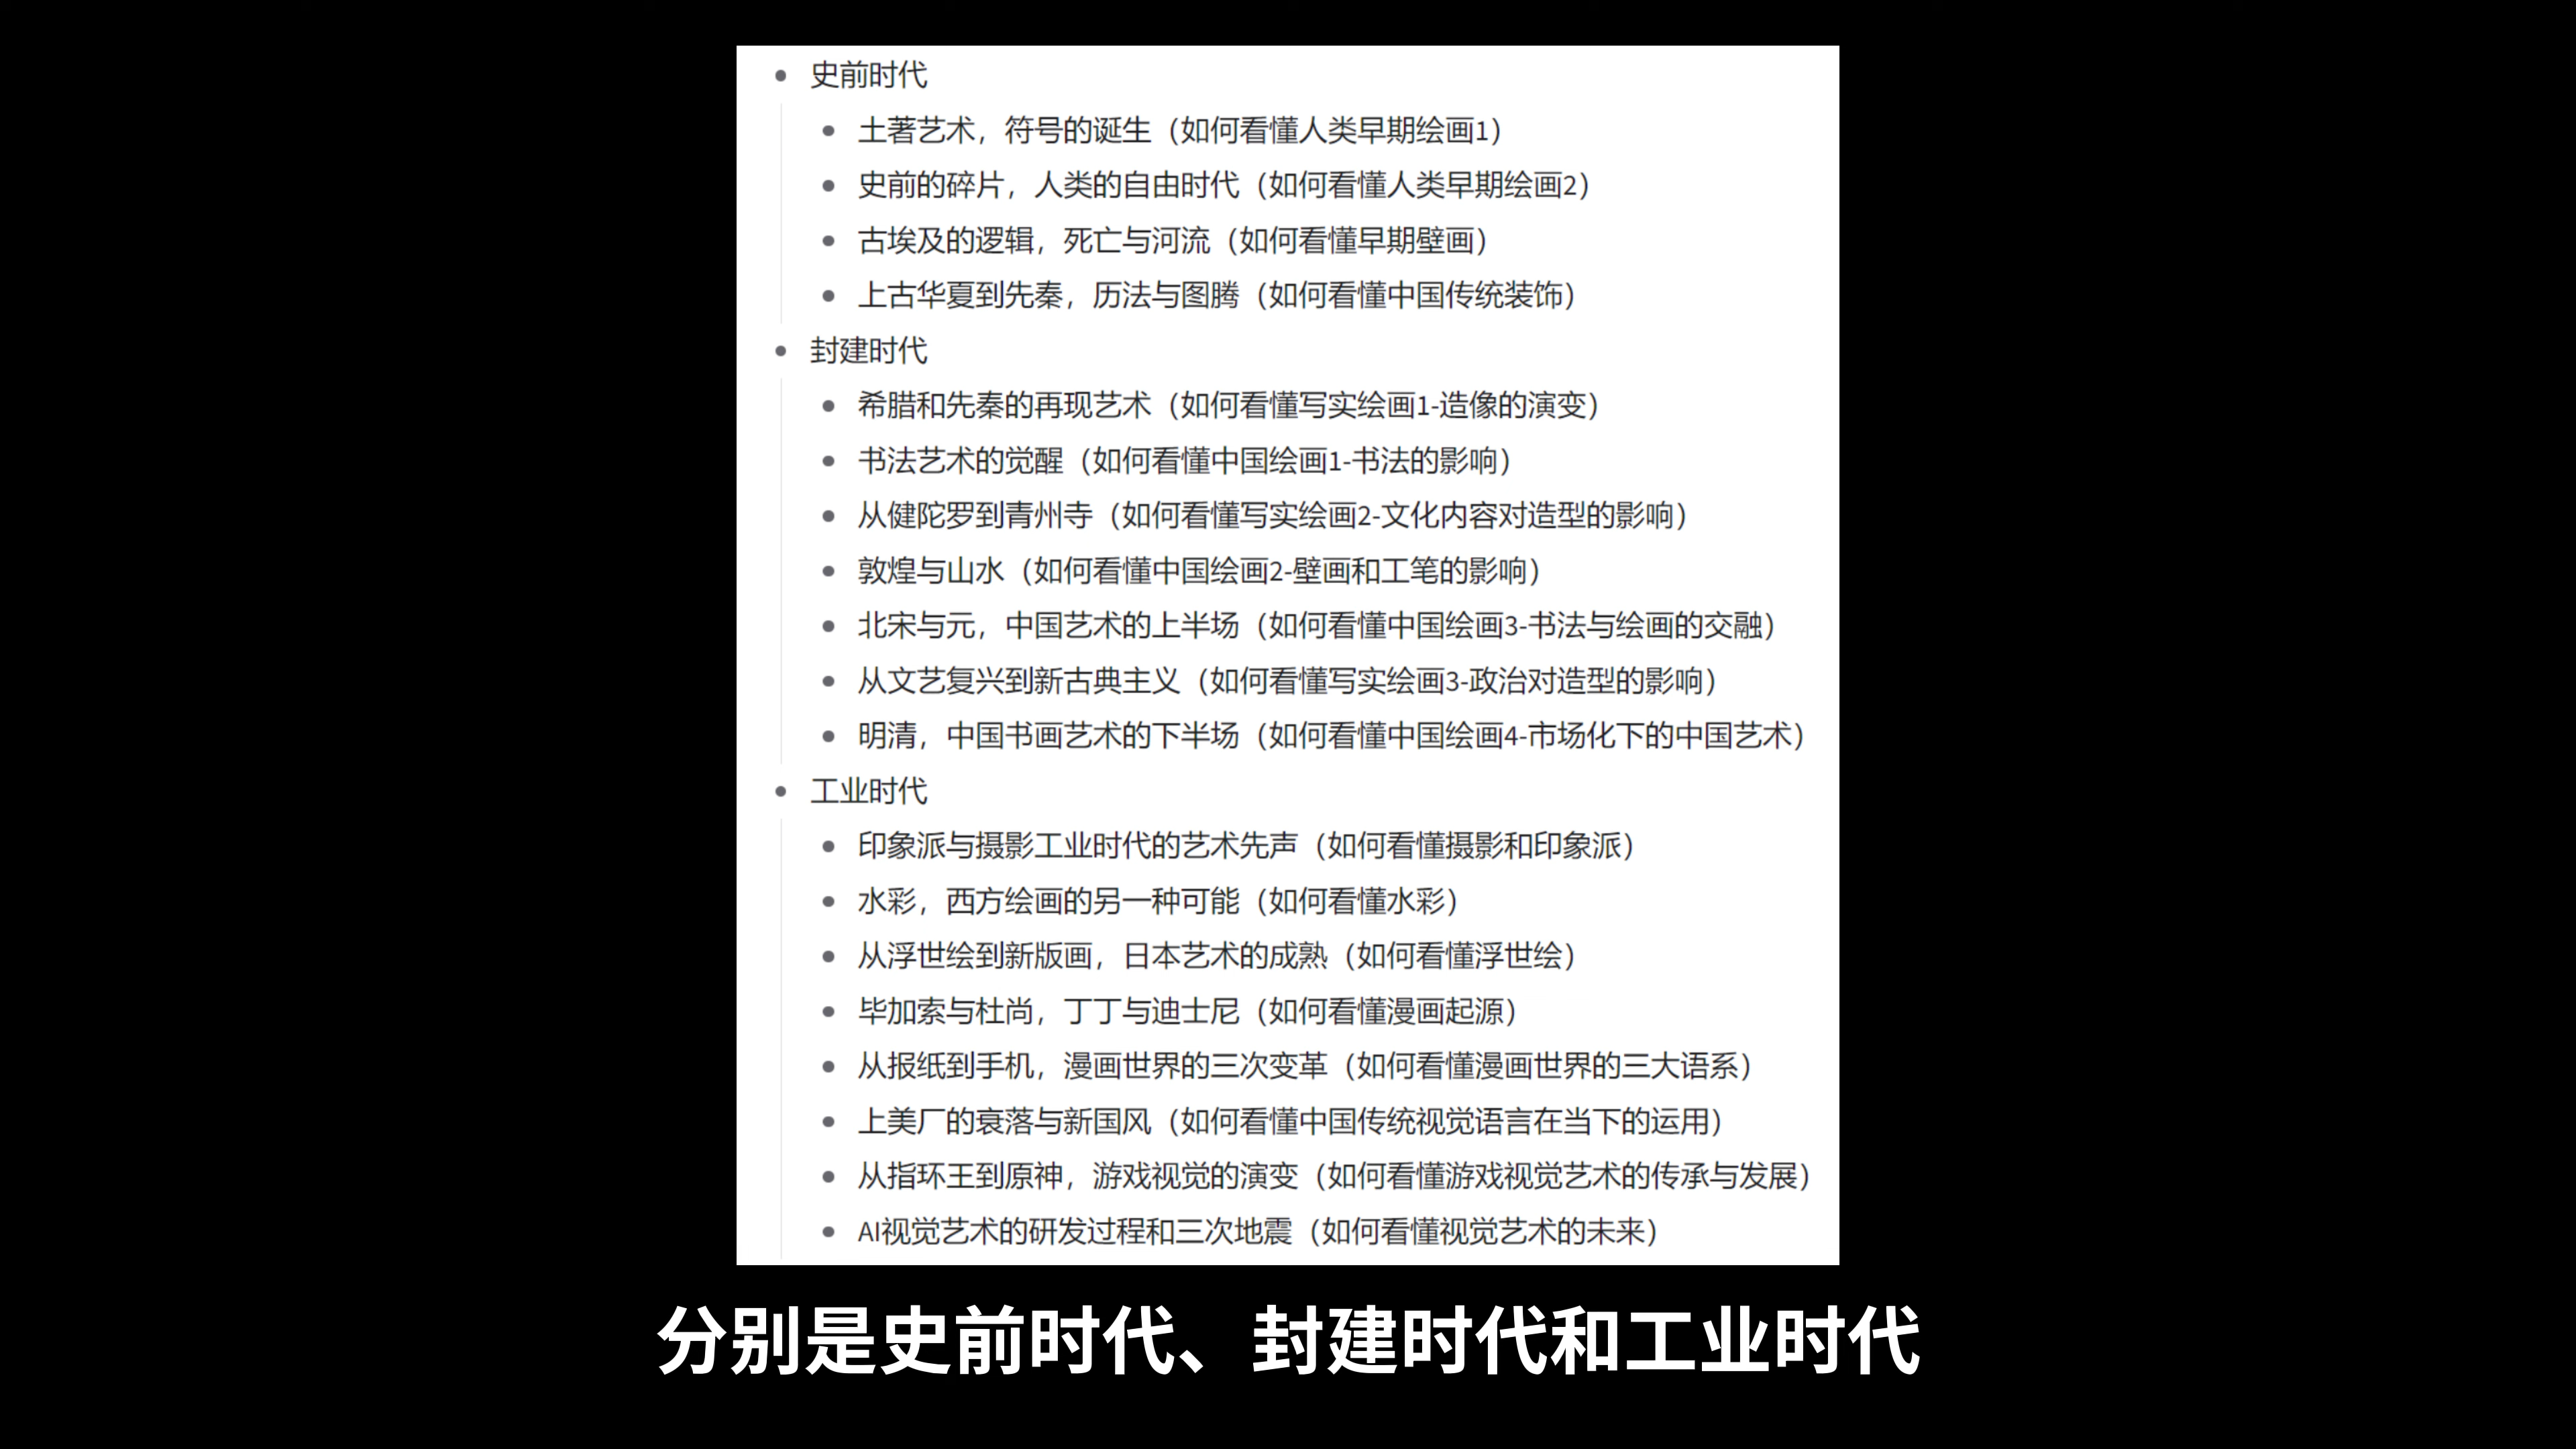 史前时代
土著艺术，符号的诞生（如何看懂人类早期绘画1）
史前的碎片，人类的自由时代（如何看懂人类早期绘画2）
古埃及的逻辑，死亡与河流（如何看懂早期壁画）
上古华夏到先秦，历法与图腾（如何看懂中国传统装饰）
封建时代
希腊和先秦的再现艺术（如何看懂写实绘画1-造像的演变）
书法艺术的觉醒（如何看懂中国绘画1-书法的影响）
从健陀罗到青州寺（如何看懂写实绘画2-文化内容对造型的影响）
敦煌与山水（如何看懂中国绘画2-壁画和工笔的影响）
北宋与元，中国艺术的上半场（如何看懂中国绘画3-书法与绘画的交融）
从文艺复兴到新古典主义（如何看懂写实绘画3-政治对造型的影响）
明清，中国书画艺术的下半场（如何看懂中国绘画4-市场化下的中国艺术）
工业时代
印象派与摄影工业时代的艺术先声（如何看懂摄影和印象派）
水彩，西方绘画的另一种可能（如何看懂水彩）
从浮世绘到新版画，日本艺术的成熟（如何看懂浮世绘）
毕加索与杜尚，丁丁与迪士尼（如何看懂漫画起源）
从报纸到手机，漫画世界的三次变革（如何看懂漫画世界的三大语系）
上美厂的衰落与新国风（如何看懂中国传统视觉语言在当下的运用）
从指环王到原神，游戏视觉的演变（如何看懂游戏视觉艺术的传承与发展）
AI视觉艺术的研发过程和三次地震（如何看懂视觉艺术的未来）
分别是史前时代、封建时代和工业时代